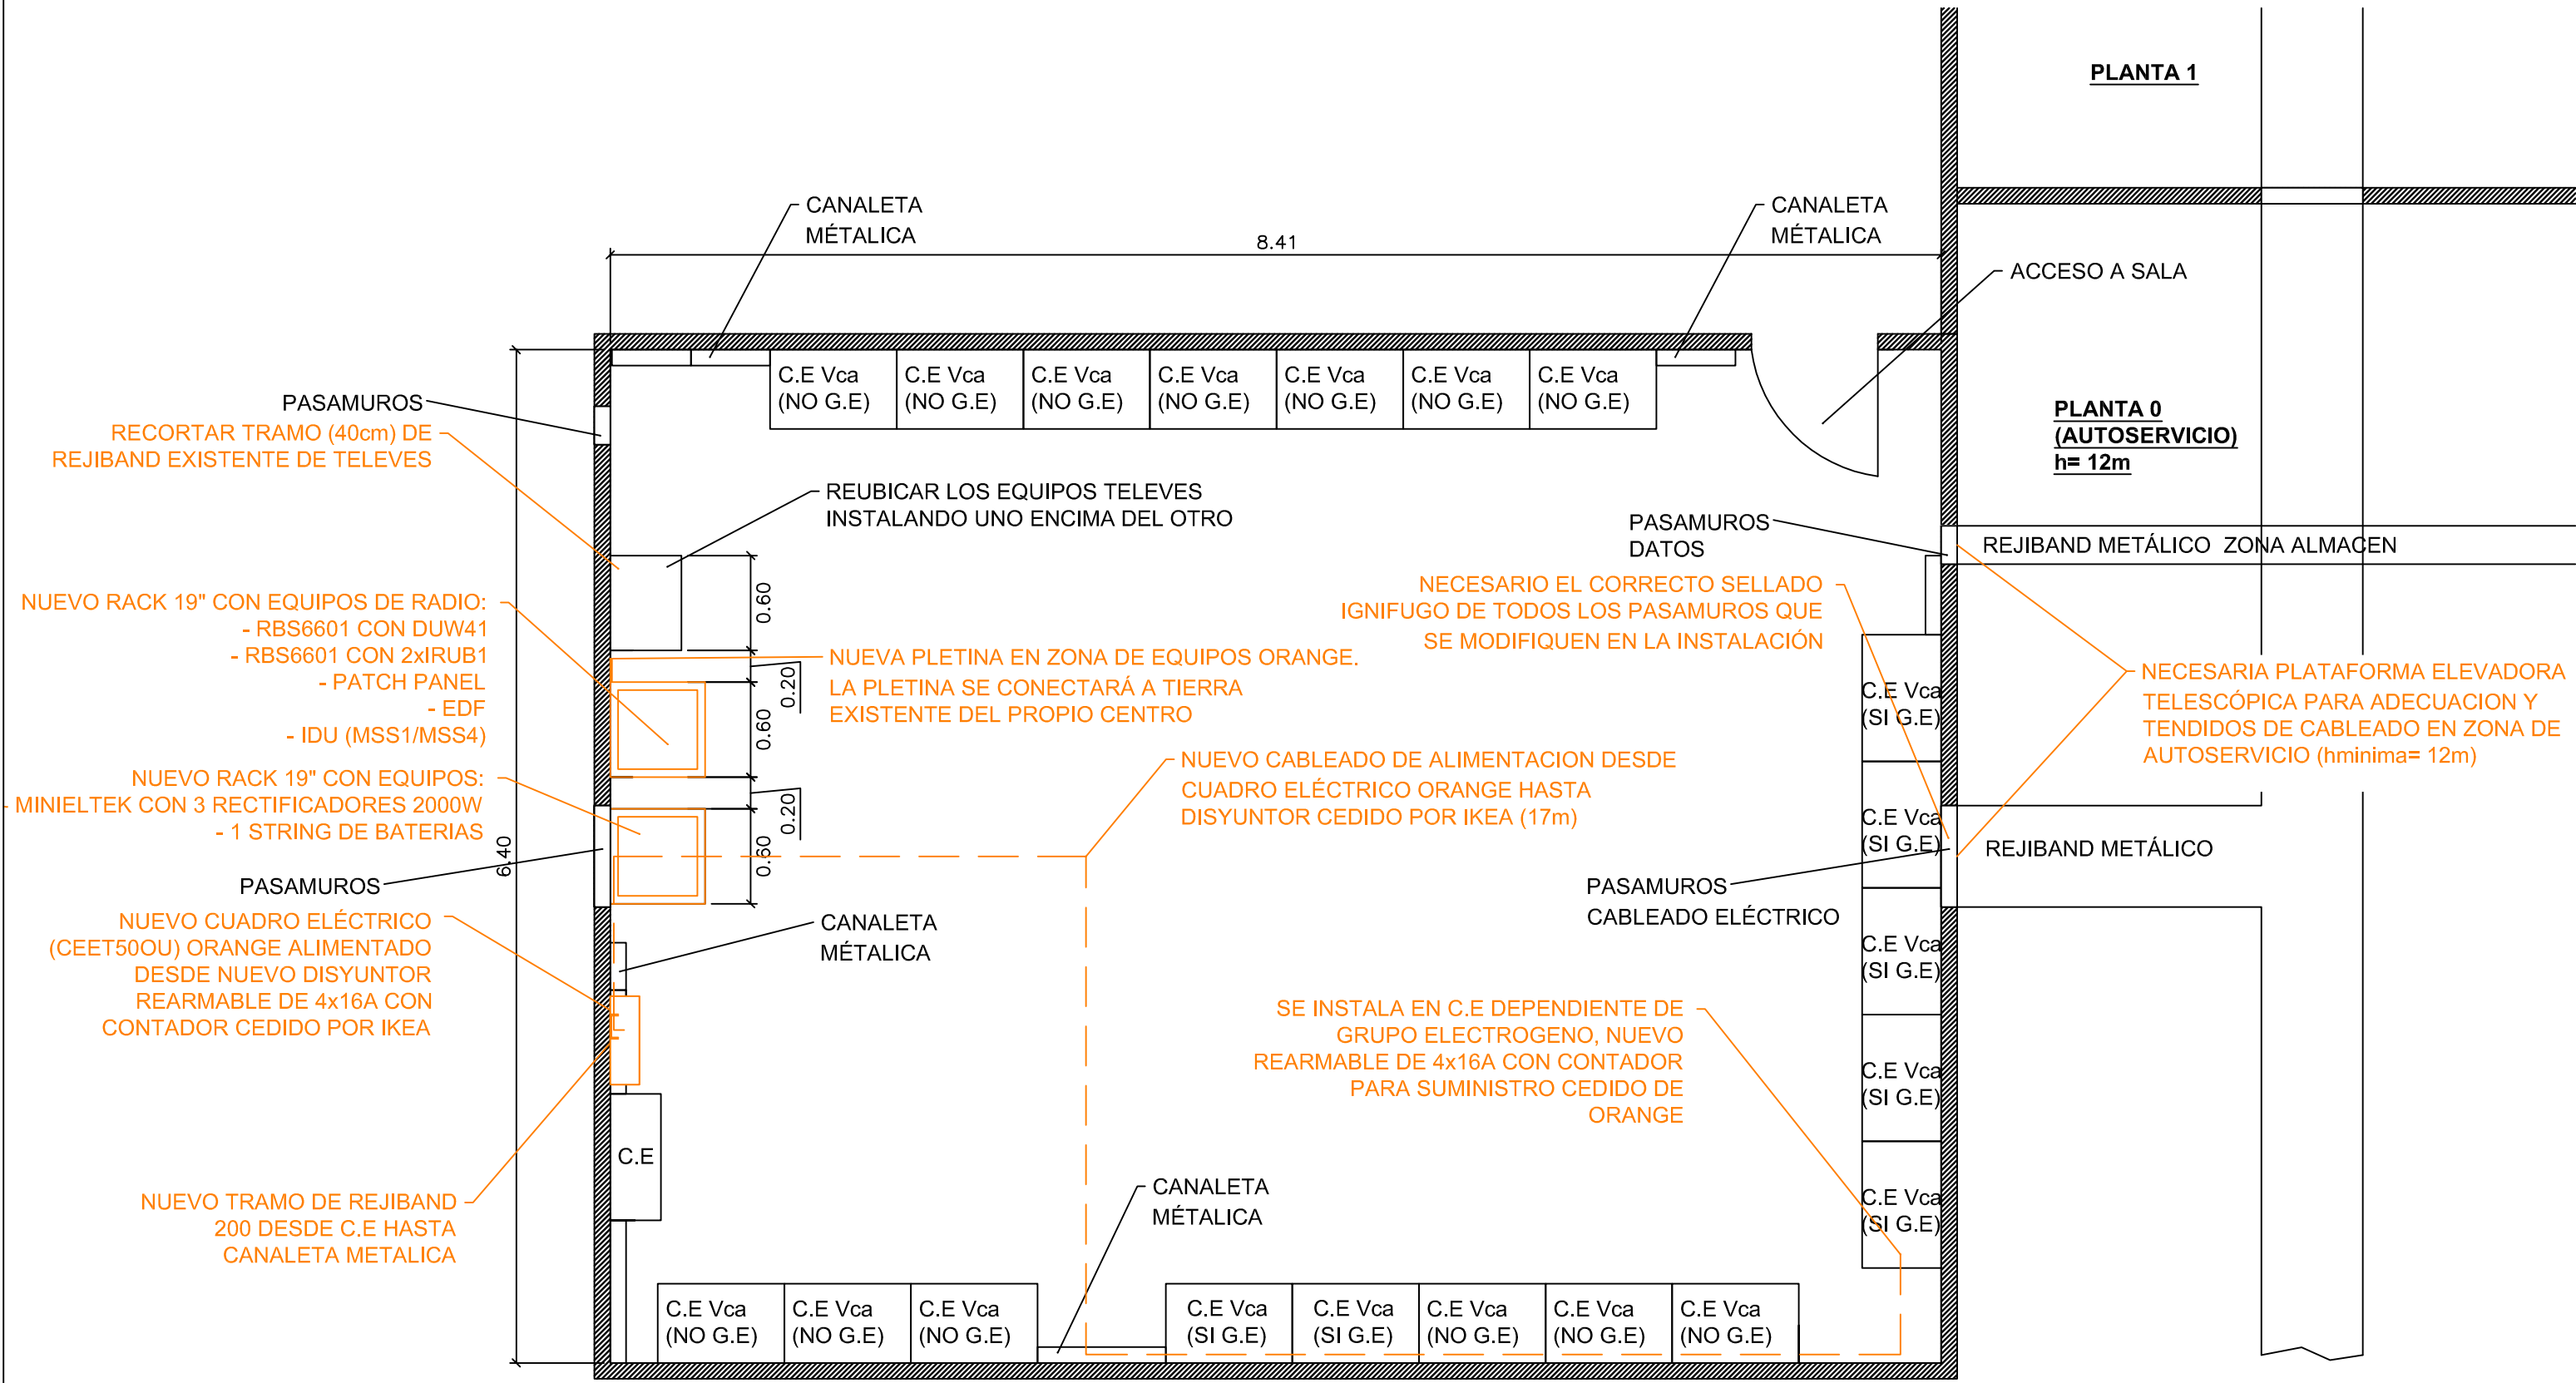 PLANTA 1
CANALETA
MÉTALICA
8.41
CANALETA
MÉTALICA
ACCESO A SALA
C.E Vca
(NO G.E)
C.E Vca
(NO G.E)
C.E Vca
(NO G.E)
C.E Vca
(NO G.E)
C.E Vca
(NO G.E)
C.E Vca
(NO G.E)
C.E Vca
(NO G.E)
PLANTA 0
(AUTOSERVICIO)
h= 12m
PASAMUROS
RECORTAR TRAMO (40cm) DE
REJIBAND EXISTENTE DE TELEVES
REUBICAR LOS EQUIPOS TELEVES
INSTALANDO UNO ENCIMA DEL OTRO
PASAMUROS
DATOS
REJIBAND METÁLICO ZONA ALMACEN
NECESARIO EL CORRECTO SELLADO
IGNIFUGO DE TODOS LOS PASAMUROS QUE
SE MODIFIQUEN EN LA INSTALACIÓN
NUEVO RACK 19" CON EQUIPOS DE RADIO:
- RBS6601 CON DUW41
- RBS6601 CON 2xIRUB1
- PATCH PANEL
- EDF
- IDU (MSS1/MSS4)
0.60
0.20
0.60
0.20
0.60
NUEVA PLETINA EN ZONA DE EQUIPOS ORANGE.
LA PLETINA SE CONECTARÁ A TIERRA
EXISTENTE DEL PROPIO CENTRO
NECESARIA PLATAFORMA ELEVADORA
TELESCÓPICA PARA ADECUACION Y
TENDIDOS DE CABLEADO EN ZONA DE
AUTOSERVICIO (hminima= 12m)
NUEVO RACK 19" CON EQUIPOS:
- MINIELTEK CON 3 RECTIFICADORES 2000W
- 1 STRING DE BATERIAS
NUEVO CABLEADO DE ALIMENTACION DESDE
CUADRO ELÉCTRICO ORANGE HASTA
DISYUNTOR CEDIDO POR IKEA (17m)
6.40
C.E Vca
(SI G.E)
C.E Vca
(SI G.E)
C.E Vca
(SI G.E)
C.E Vca
(SI G.E)
C.E Vca
(SI G.E)
REJIBAND METÁLICO
PASAMUROS
PASAMUROS
CABLEADO ELÉCTRICO
NUEVO CUADRO ELÉCTRICO
(CEET50OU) ORANGE ALIMENTADO
DESDE NUEVO DISYUNTOR
REARMABLE DE 4x16A CON
CONTADOR CEDIDO POR IKEA
CANALETA
MÉTALICA
SE INSTALA EN C.E DEPENDIENTE DE
GRUPO ELECTROGENO, NUEVO
REARMABLE DE 4x16A CON CONTADOR
PARA SUMINISTRO CEDIDO DE
ORANGE
C.E
NUEVO TRAMO DE REJIBAND
200 DESDE C.E HASTA
CANALETA METALICA
CANALETA
MÉTALICA
C.E Vca
(NO G.E)
C.E Vca
(NO G.E)
C.E Vca
(NO G.E)
C.E Vca
(SI G.E)
C.E Vca
(SI G.E)
C.E Vca
(NO G.E)
C.E Vca
(NO G.E)
C.E Vca
(NO G.E)